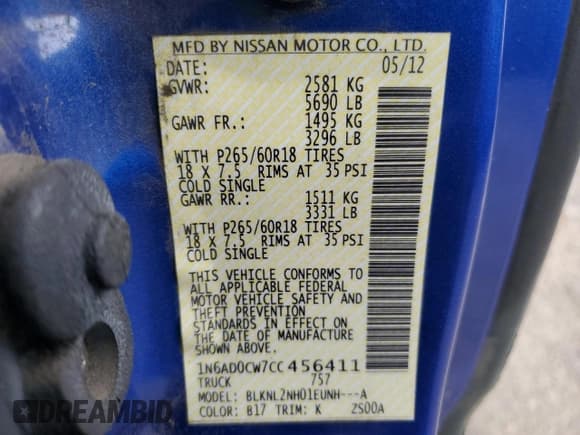 MFD BY NISSAN MOTOR CO., LTD.
DATE: 05/12
GVWR: 2581 KG
5690 LB
GAWR FR.: 1495 KG
3296 LB
WITH P265/60R18 TIRES
18 X 7.5 RIMS AT 35 PSI
COLD SINGLE
GAWR RR.: 1511 KG
3331 LB
WITH P265/60R18 TIRES
18 X 7.5 RIMS AT 35 PSI
COLD SINGLE
THIS VEHICLE CONFORMS TO
ALL APPLICABLE FEDERAL
MOTOR VEHICLE SAFETY AND
THEFT PREVENTION
STANDARDS IN EFFECT ON
THE DATE OF MANUFACTURE
SHOWN ABOVE.
1N6AD0CW7CC456411
TRUCK 757
MODEL: BLKNL2NH01EUNH---A
COLOR: B17 TRIM: K 2S00A
EASYAUTOBID